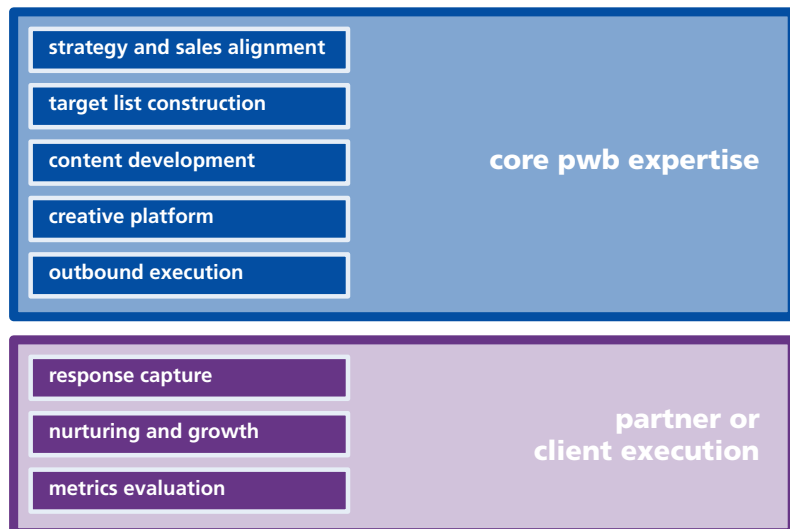 strategy and sales alignment
target list construction
content development
core pwb expertise
creative platform
outbound execution
response capture
nurturing and growth
partner or
client execution
metrics evaluation